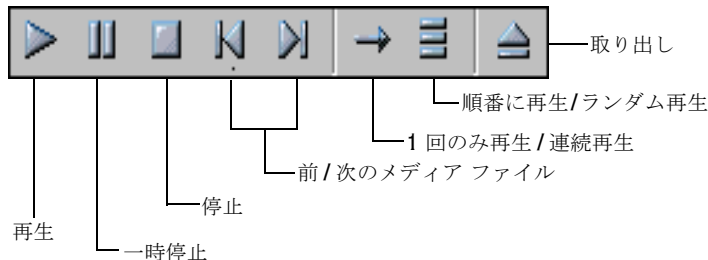 取り出し
順番に再生/ランダム再生
1 回のみ再生 / 連続再生
前 / 次のメディア ファイル
停止
再生
一時停止